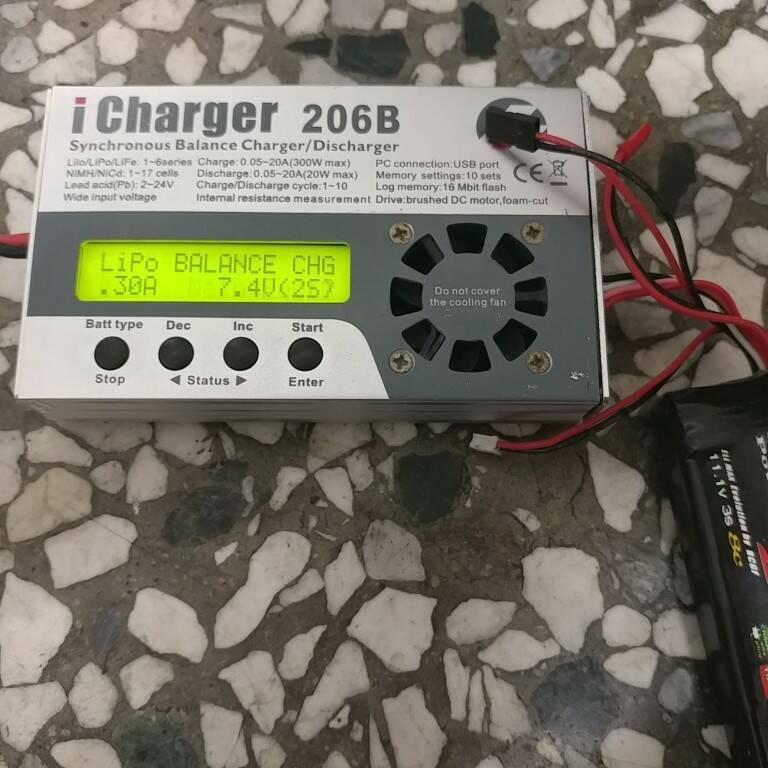 iCharger 206B
Synchronous Balance Charger/Discharger
Lilo/LiPo/LiFe: 1~6series Charge: 0.05~20A(300W max) PC connection:USB port
NiMH/NiCd: 1~17 cells Discharge: 0.05~20A(20W max) Memory settings:10 sets
Lead acid(Pb): 2~24V Charge/Discharge cycle:1~10 Log memory:16 Mbit flash
Wide input voltage Internal resistance measurement Drive:brushed DC motor,foam-cut
CE
LiPo BALANCE CHG
.30A 7.4V(2S)
Do not cover
the cooling fan
Batt type Dec Inc Start
Stop ◄ Status ► Enter
Evolution by
11.1v 3s 8C